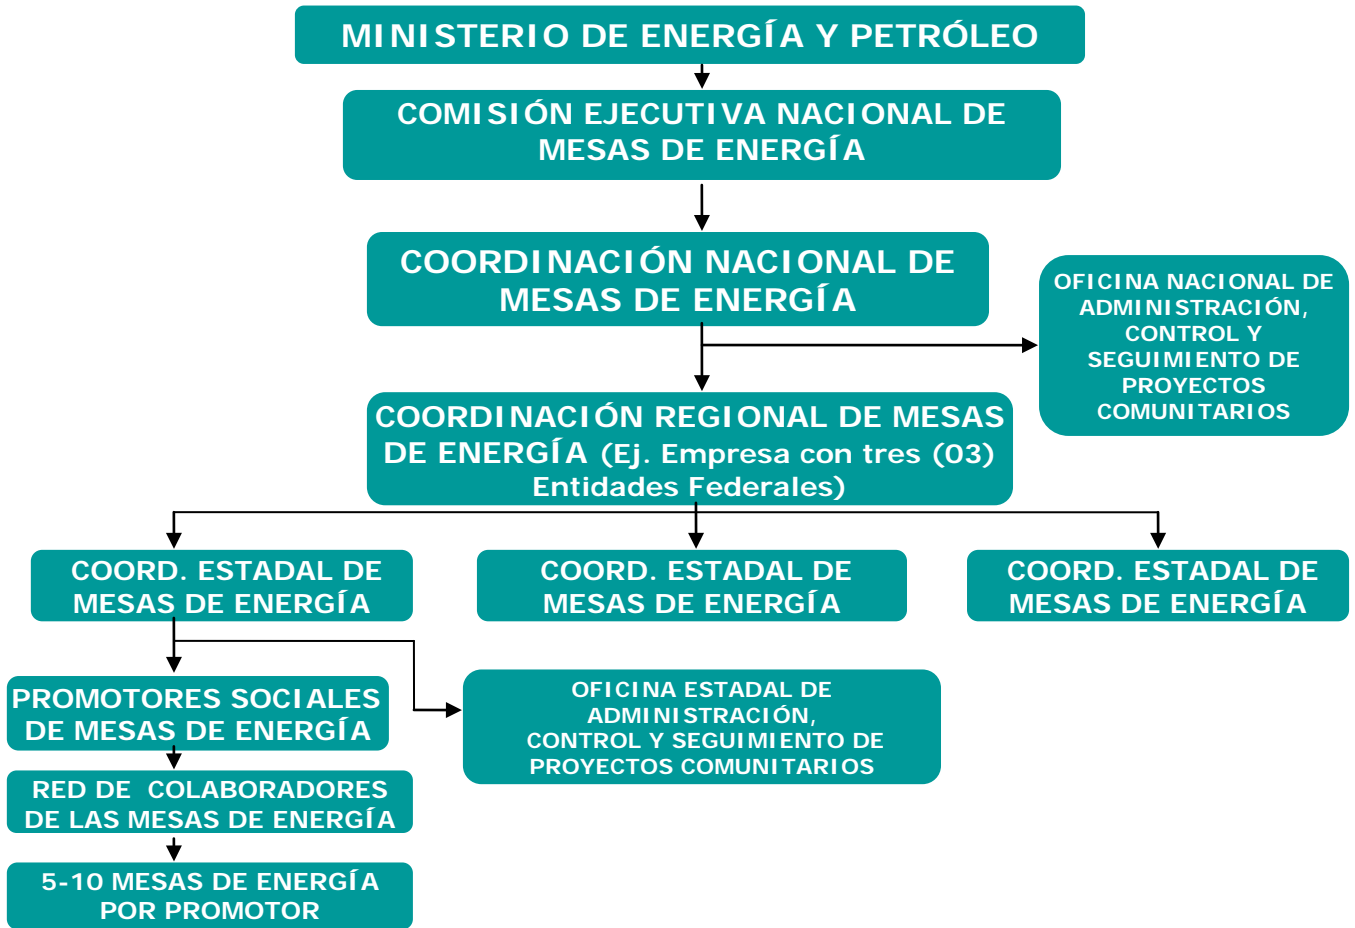 MINISTERIO DE ENERGÍA Y PETRÓLEO
COMISIÓN EJECUTIVA NACIONAL DE
MESAS DE ENERGÍA
COORDINACIÓN NACIONAL DE
MESAS DE ENERGÍA
OFICINA NACIONAL DE
ADMINISTRACIÓN,
CONTROL Y
SEGUIMIENTO DE
PROYECTOS
COMUNITARIOS
COORDINACIÓN REGIONAL DE MESAS
DE ENERGÍA (Ej. Empresa con tres (03)
Entidades Federales)
COORD. ESTADAL DE
MESAS DE ENERGÍA
COORD. ESTADAL DE
MESAS DE ENERGÍA
COORD. ESTADAL DE
MESAS DE ENERGÍA
PROMOTORES SOCIALES
DE MESAS DE ENERGÍA
OFICINA ESTADAL DE
ADMINISTRACIÓN,
CONTROL Y SEGUIMIENTO DE
PROYECTOS COMUNITARIOS
RED DE COLABORADORES
DE LAS MESAS DE ENERGÍA
5-10 MESAS DE ENERGÍA
POR PROMOTOR